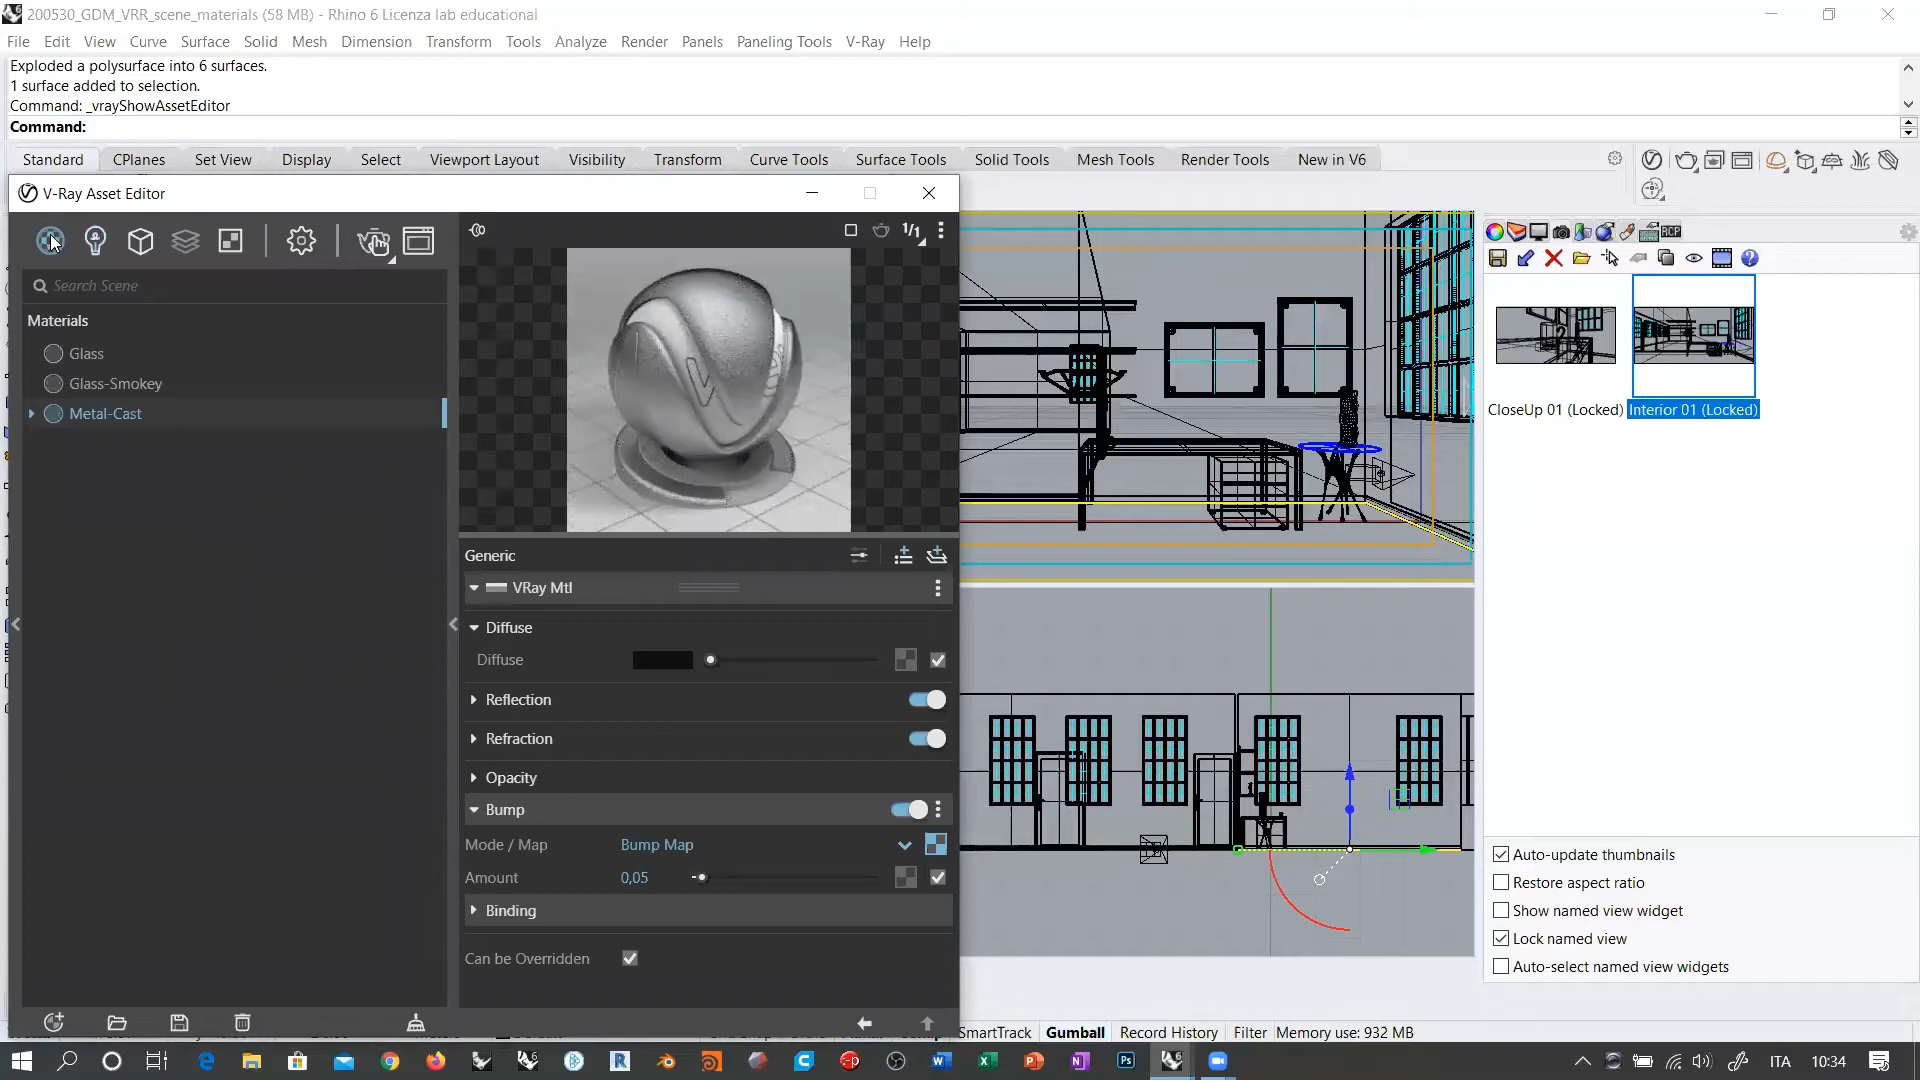 200530_GDM_VRR_scene_materials (58 MB) - Rhino 6 Licenza lab educational
File Edit View Curve Surface Solid Mesh Dimension Transform Tools Analyze Render Panels Paneling Tools V-Ray Help
Exploded a polysurface into 6 surfaces.
1 surface added to selection.
Command: _vrayShowAssetEditor
Command:
Standard CPlanes Set View Display Select Viewport Layout Visibility Transform Curve Tools Surface Tools Solid Tools Mesh Tools Render Tools New in V6
V-Ray Asset Editor
1/1
RCP
Search Scene
Materials
Glass
Glass-Smokey
Metal-Cast
CloseUp 01 (Locked) Interior 01 (Locked)
Generic
VRay Mtl
Diffuse
Diffuse
Reflection
Refraction
Opacity
Bump
Mode / Map Bump Map
Amount 0,05
Binding
Can be Overridden
Auto-update thumbnails
Restore aspect ratio
Show named view widget
Lock named view
Auto-select named view widgets
SmartTrack Gumball Record History Filter Memory use: 932 MB
ITA 10:34